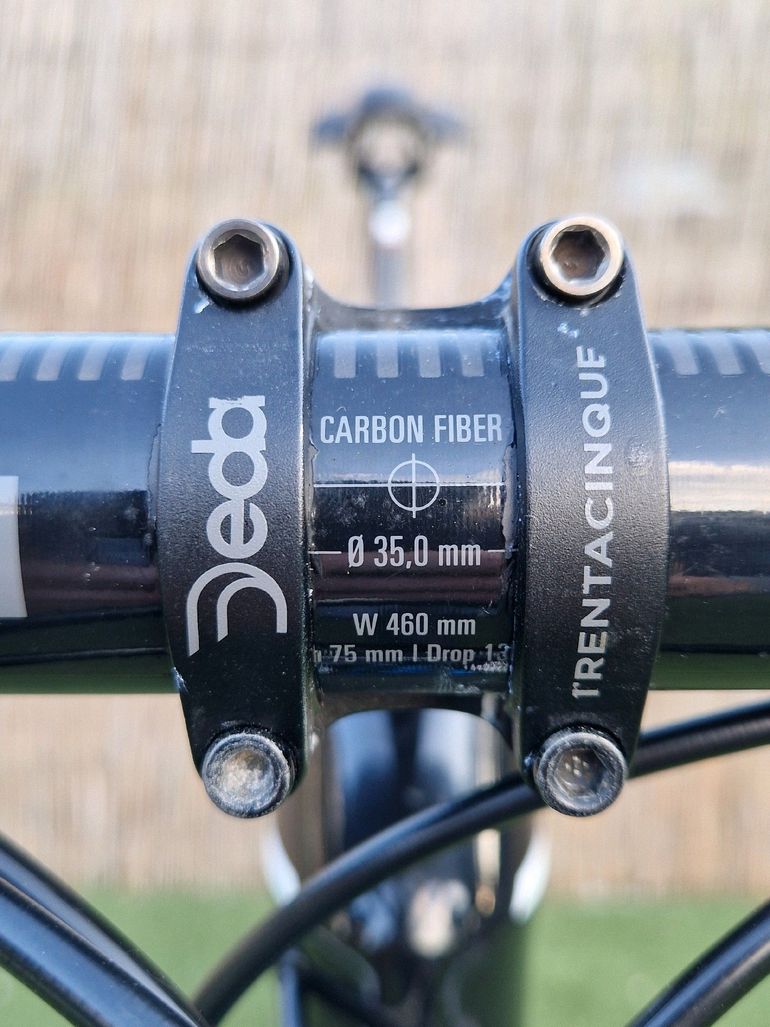 Deda
CARBON FIBER
Ø 35,0 mm
W 460 mm
75 mm | Drop
TRENTACINQUE